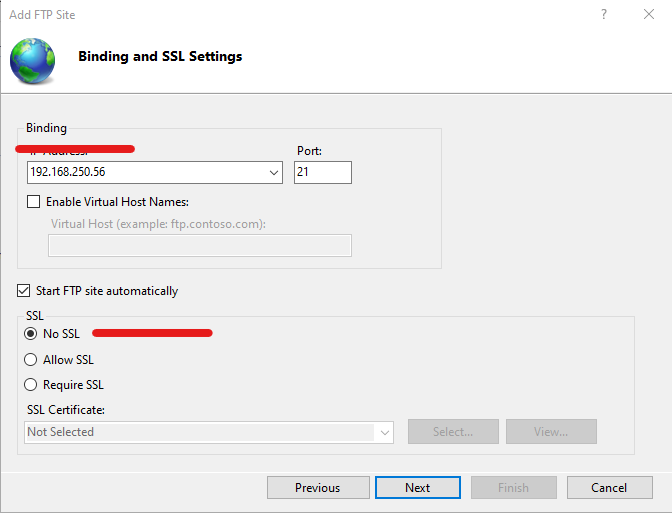 Add FTP Site
Binding and SSL Settings
Binding
IP Address:
Port:
192.168.250.56
21
Enable Virtual Host Names:
Virtual Host (example: ftp.contoso.com):
Start FTP site automatically
SSL
No SSL
Allow SSL
Require SSL
SSL Certificate:
Not Selected
Select...
View...
Previous
Next
Finish
Cancel